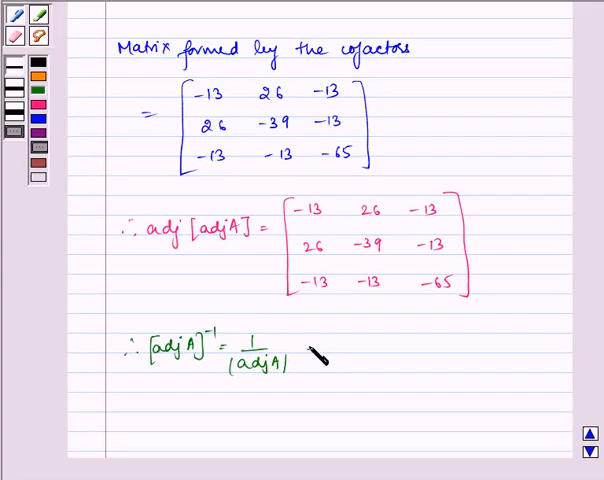 Matrix formed by the cofactors
= [ -13 26 -13
26 -39 -13
-13 -13 -65 ]
∴ adj [adjA] = [ -13 26 -13
26 -39 -13
-13 -13 -65 ]
∴ [adjA]⁻¹ = 1/(adjA)